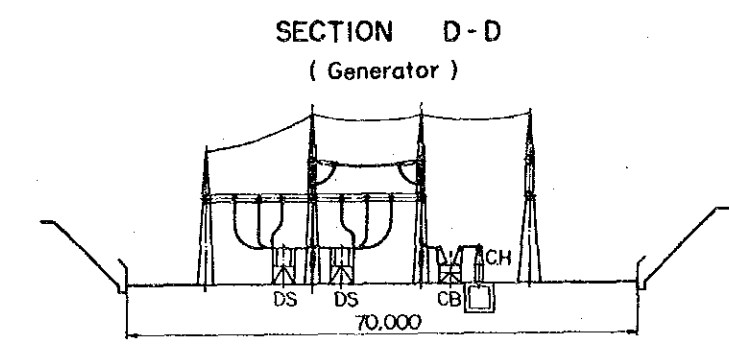 SECTION D-D
( Generator )
CH
DS DS CB
70,000